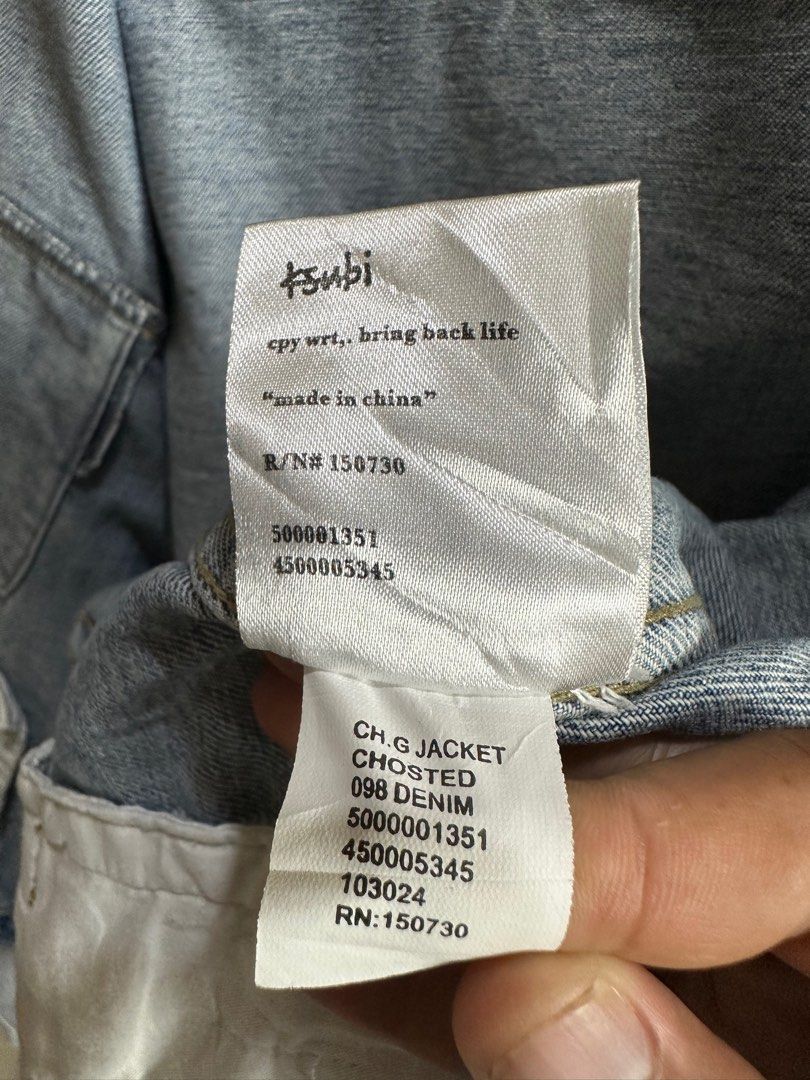 ksubi
cpy wrt,. bring back life
“made in china”
R/N# 150730
500001351
4500005345
CH.G JACKET
CHOSTED
098 DENIM
5000001351
450005345
103024
RN:150730